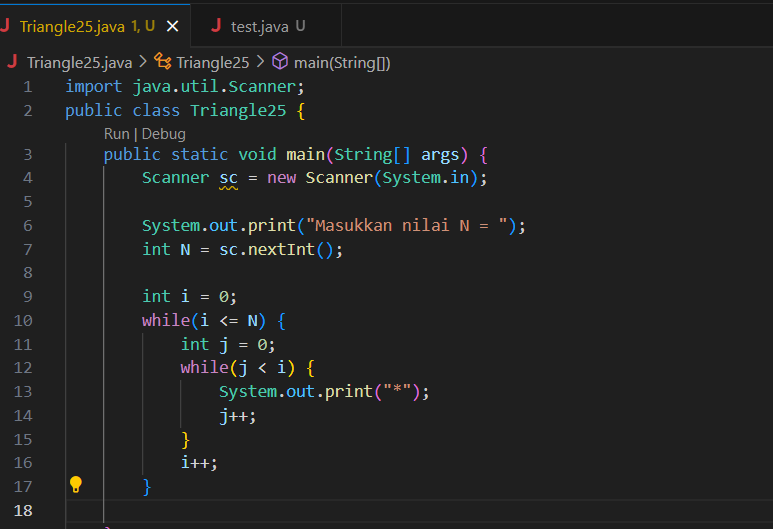 J Triangle25.java 1, U × J test.java U
J Triangle25.java > Triangle25 > main(String[])
1 import java.util.Scanner;
2 public class Triangle25 {
Run | Debug
3 public static void main(String[] args) {
4 Scanner sc = new Scanner(System.in);
5
6 System.out.print("Masukkan nilai N = ");
7 int N = sc.nextInt();
8
9 int i = 0;
10 while(i <= N) {
11 int j = 0;
12 while(j < i) {
13 System.out.print("*");
14 j++;
15 }
16 i++;
17 }
18